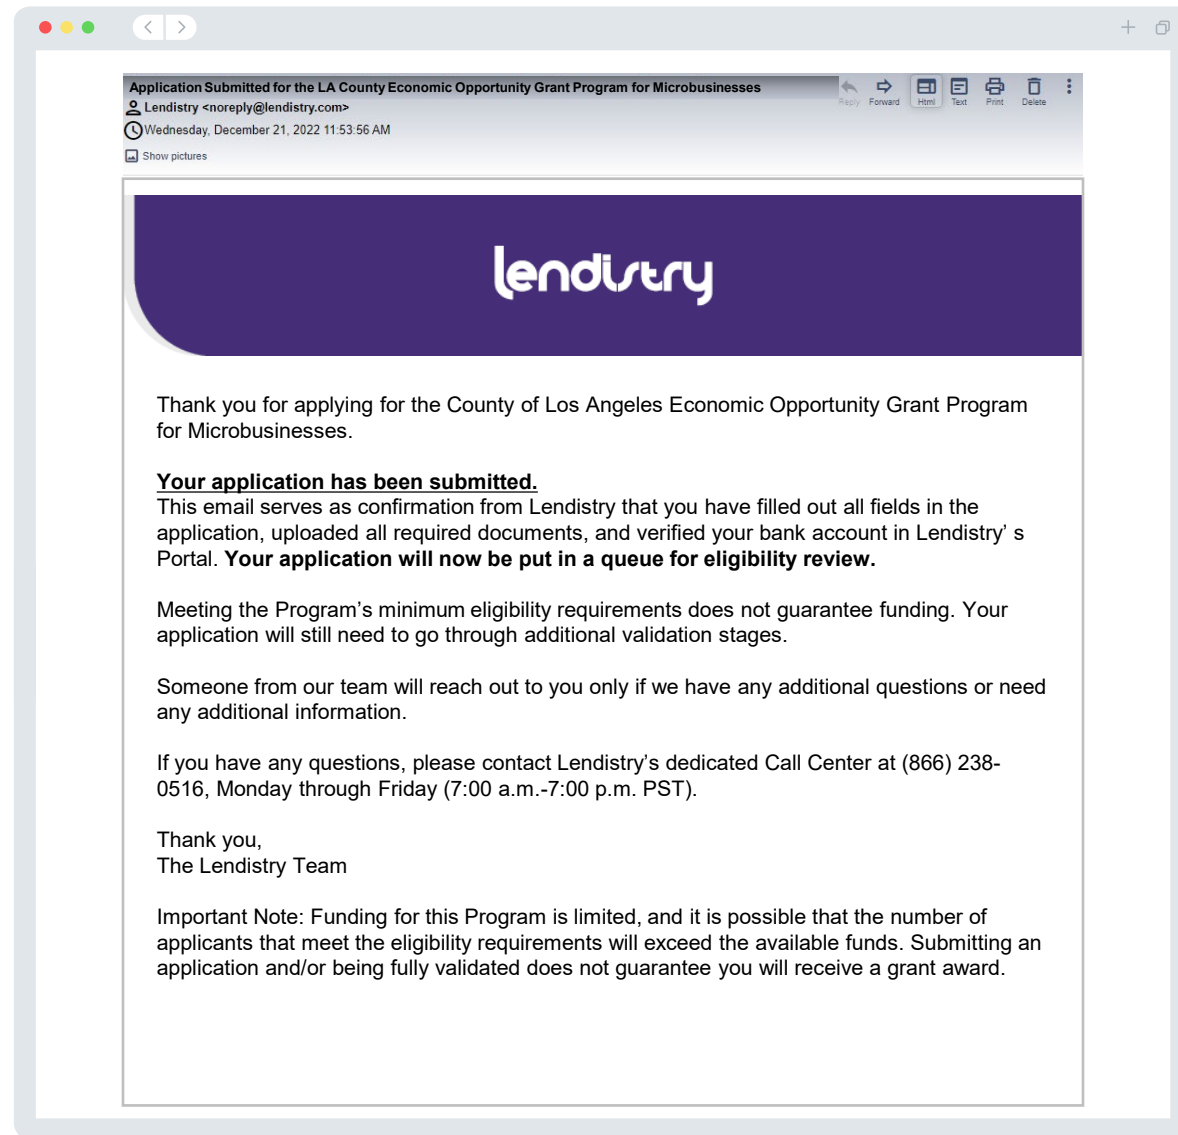 Application Submitted for the LA County Economic Opportunity Grant Program for Microbusinesses
Lendistry <noreply@lendistry.com>
Wednesday, December 21, 2022 11:53:56 AM
Show pictures
Reply Forward Html Text Print Delete
lendistry
Thank you for applying for the County of Los Angeles Economic Opportunity Grant Program
for Microbusinesses.
Your application has been submitted.
This email serves as confirmation from Lendistry that you have filled out all fields in the
application, uploaded all required documents, and verified your bank account in Lendistry’ s
Portal. Your application will now be put in a queue for eligibility review.
Meeting the Program’s minimum eligibility requirements does not guarantee funding. Your
application will still need to go through additional validation stages.
Someone from our team will reach out to you only if we have any additional questions or need
any additional information.
If you have any questions, please contact Lendistry’s dedicated Call Center at (866) 238-
0516, Monday through Friday (7:00 a.m.-7:00 p.m. PST).
Thank you,
The Lendistry Team
Important Note: Funding for this Program is limited, and it is possible that the number of
applicants that meet the eligibility requirements will exceed the available funds. Submitting an
application and/or being fully validated does not guarantee you will receive a grant award.